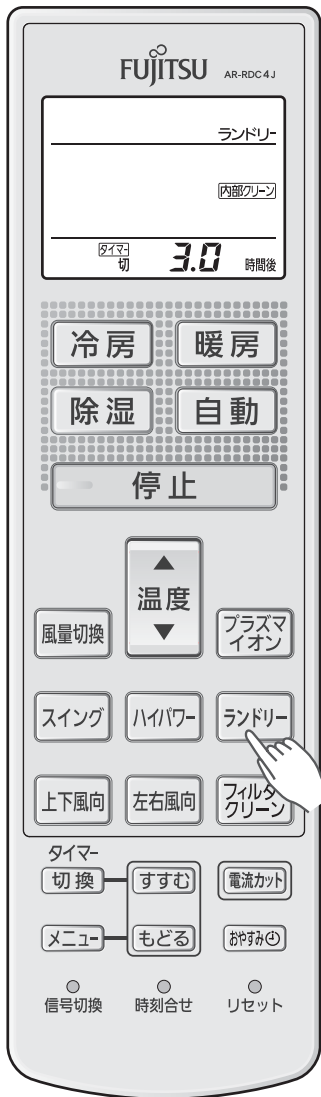 FUJITSU AR-RDC4J
ランドリー
内部クリーン
タイマー
切 3.0 時間後
冷房 暖房
除湿 自動
停止
▲
温度
▼
風量切換
プラズマ
イオン
スイング ハイパワー ランドリー
上下風向 左右風向
フィルタ
クリーン
タイマー
切換 すすむ 電流カット
メニュー もどる おやすみ
信号切換 時刻合せ リセット